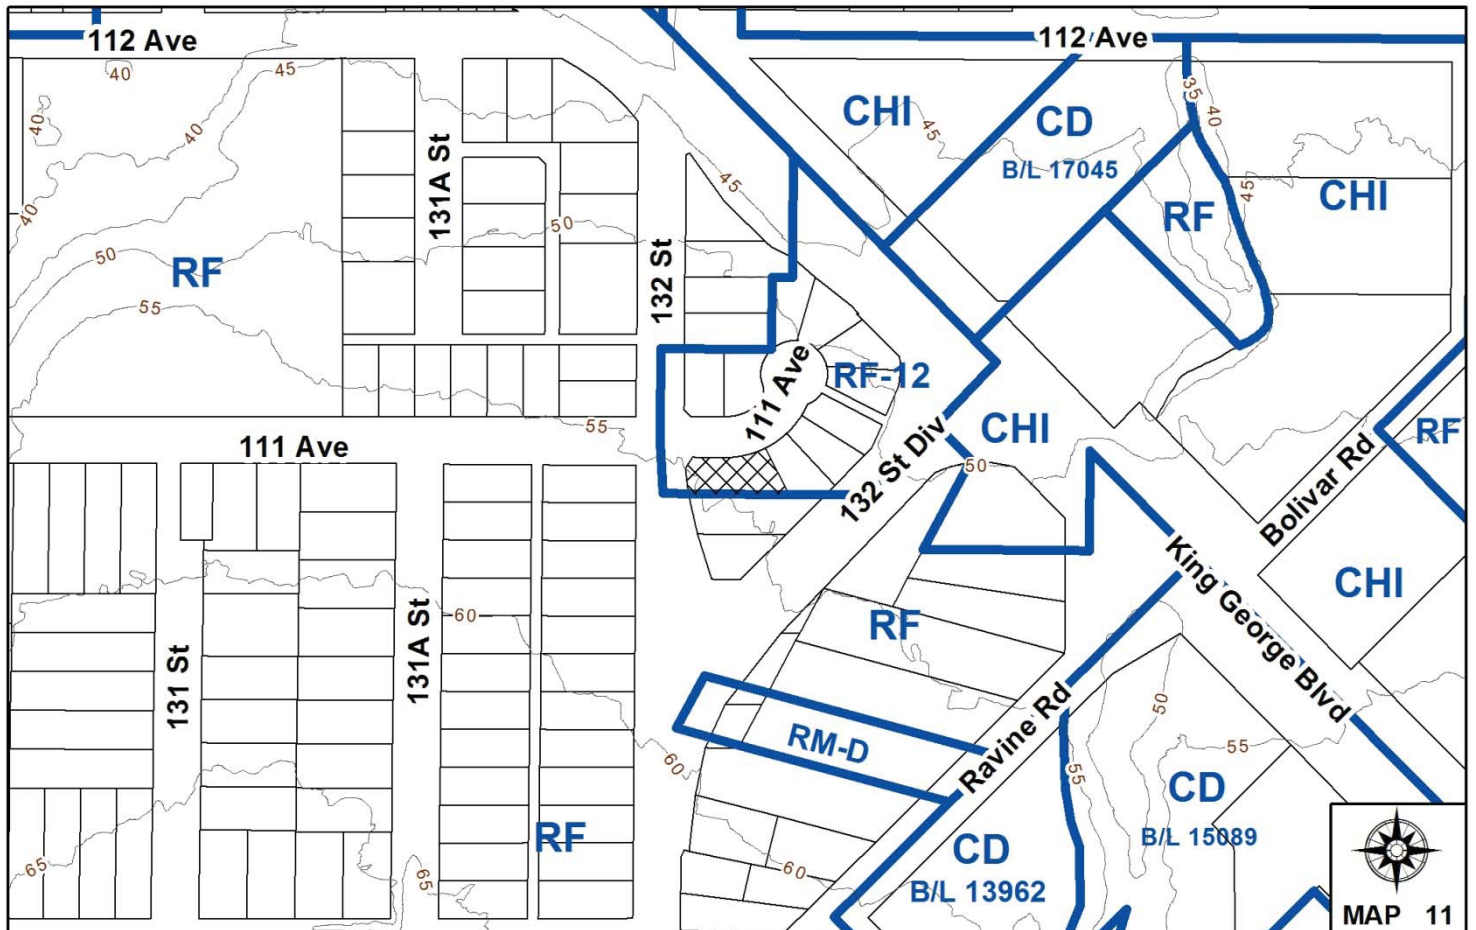 112 Ave
112 Ave
40
45
35
40
CHI
CD
B/L 17045
40
40
45
45
131A St
45
CHI
40
50
RF
50
RF
132 St
55
111 Ave
RF-12
55
132 St Div
CHI
RF
111 Ave
50
Bolivar Rd
King George Blvd
CHI
60
RF
131A St
131 St
RM-D
Ravine Rd
50
55
60
55
CD
B/L 15089
RF
CD
B/L 13962
60
65
65
MAP 11